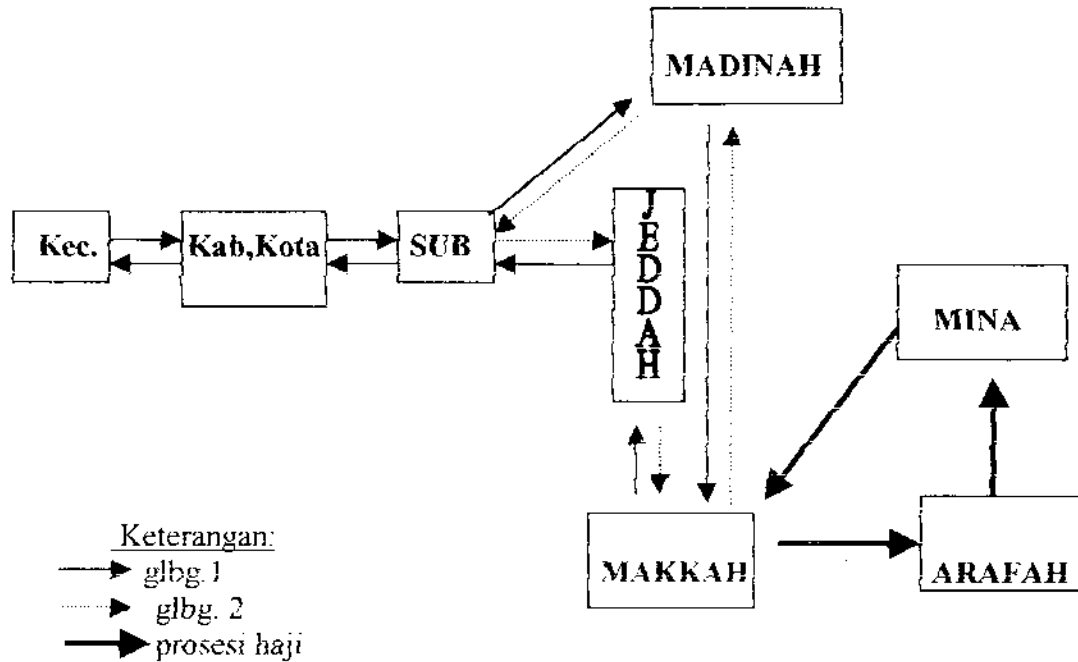 MADINAH
Kec.
Kab,Kota
SUB
JEDDAH
MINA
MAKKAH
ARAFAH
Keterangan:
glbg.1
glbg. 2
prosesi haji